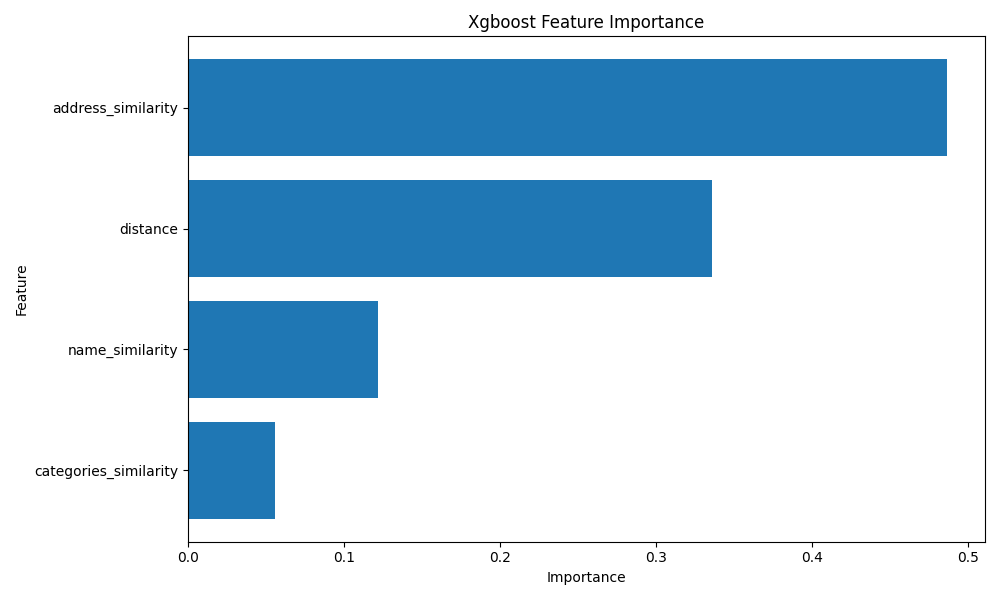 Xgboost Feature Importance
Feature
address_similarity
distance
name_similarity
categories_similarity
0.0 0.1 0.2 0.3 0.4 0.5
Importance